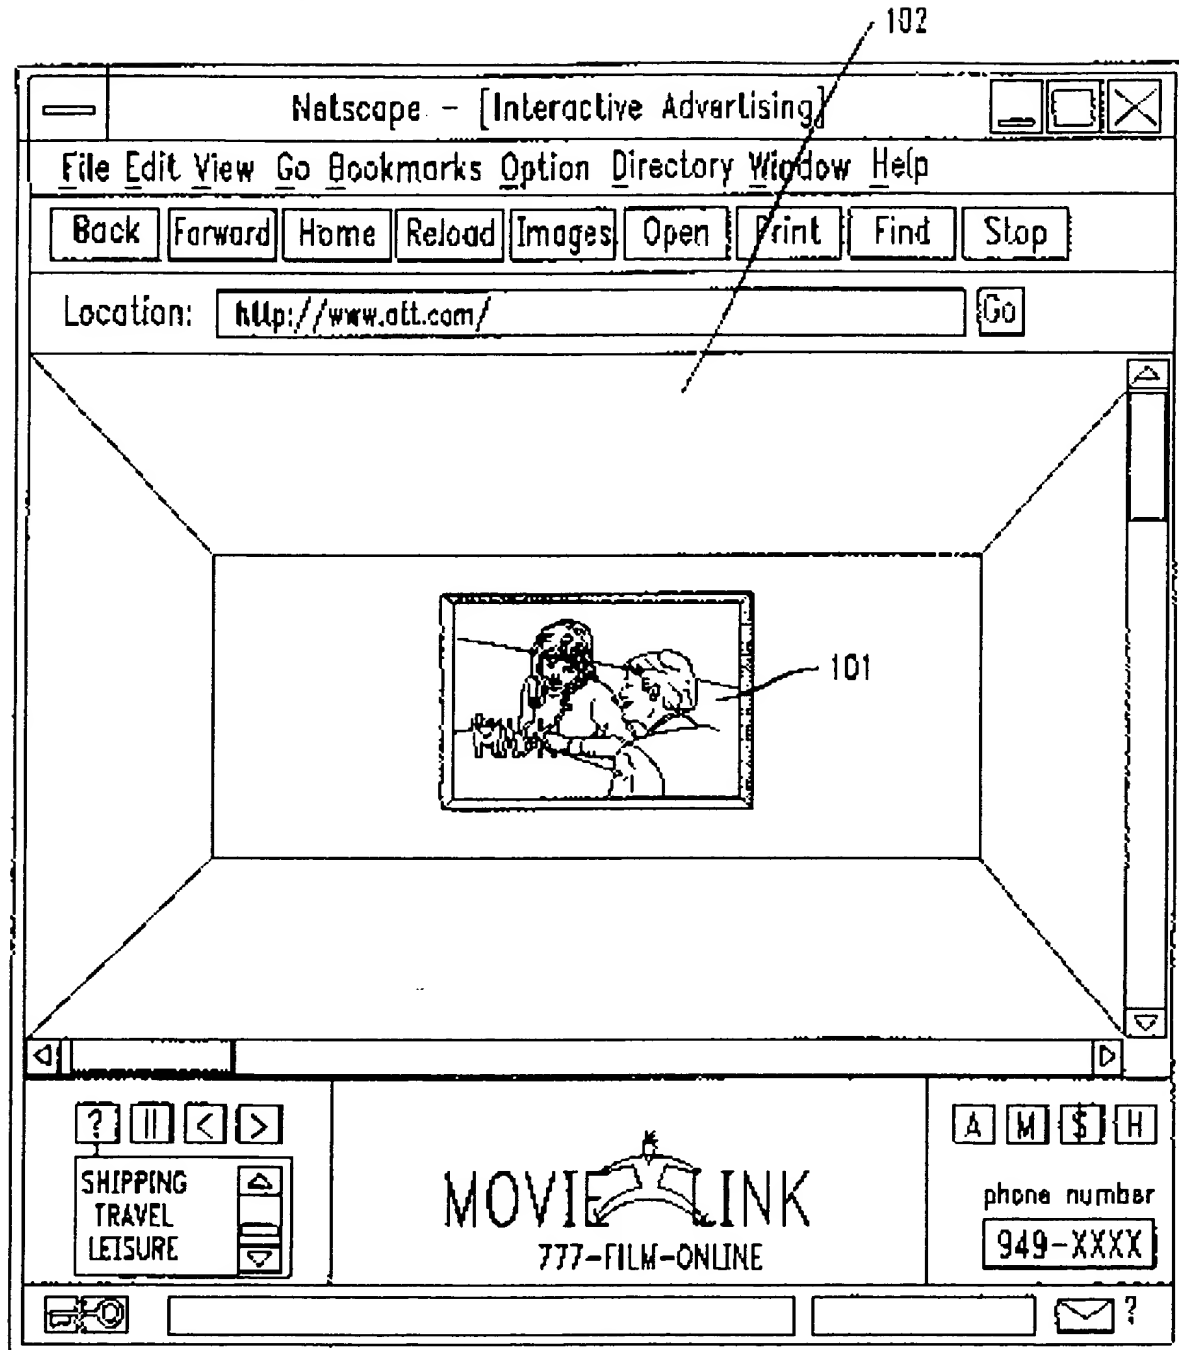 102
Netscape - [Interactive Advertising]
File Edit View Go Bookmarks Option Directory Window Help
Back Forward Home Reload Images Open Print Find Stop
Location: http://www.att.com/ Go
101
? || < > A M $ H
SHIPPING
TRAVEL
LEISURE
MOVIE LINK
777-FILM-ONLINE
phone number
949-XXXX
?